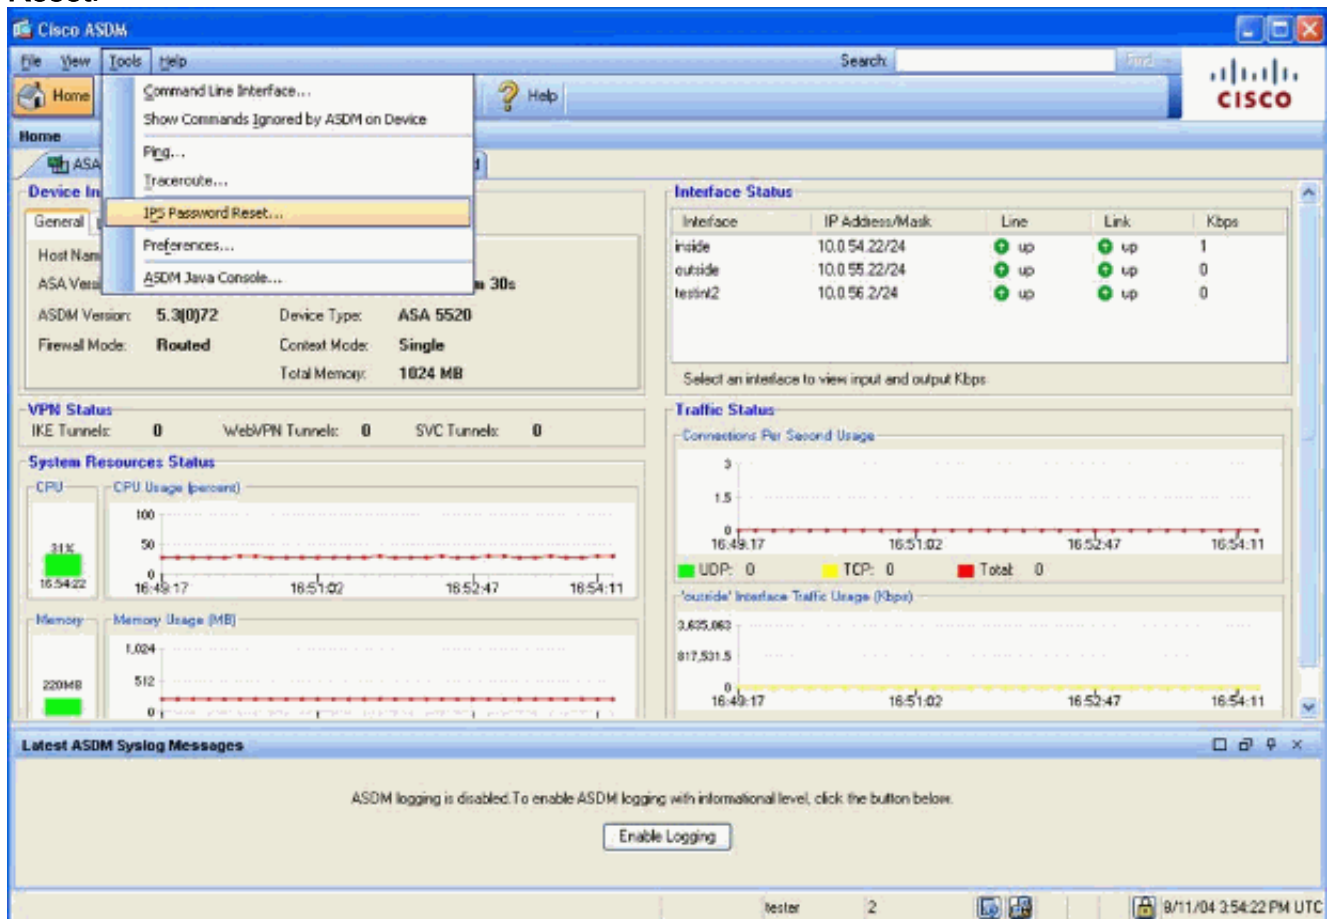 Cisco ASDM
File View Tools Help Search: Find
Home Help
CISCO
Command Line Interface...
Show Commands Ignored by ASDM on Device
Ping...
Traceroute...
IPS Password Reset...
Preferences...
ASDM Java Console...
Home
ASA
Device In
General
Host Nam
ASA Versi 30s
ASDM Version: 5.3(0)72 Device Type: ASA 5520
Firewall Mode: Routed Context Mode: Single
Total Memory: 1024 MB
Interface Status
Interface IP Address/Mask Line Link Kbps
inside 10.0.54.22/24 up up 1
outside 10.0.55.22/24 up up 0
testint2 10.0.56.2/24 up up 0
Select an interface to view input and output Kbps
VPN Status
IKE Tunnels: 0 WebVPN Tunnels: 0 SVC Tunnels: 0
System Resources Status
CPU
31%
16:54:22
CPU Usage (percent)
100
50
0
16:49:17 16:51:02 16:52:47 16:54:11
Memory
220MB
Memory Usage (MB)
1,024
512
0
Traffic Status
Connections Per Second Usage
3
1.5
0
16:49:17 16:51:02 16:52:47 16:54:11
UDP: 0 TCP: 0 Total: 0
'outside' Interface Traffic Usage (Kbps)
3,635,063
817,531.5
0
16:49:17 16:51:02 16:52:47 16:54:11
Latest ASDM Syslog Messages
ASDM logging is disabled.To enable ASDM logging with informational level, click the button below.
Enable Logging
tester 2 8/11/04 3:54:22 PM UTC